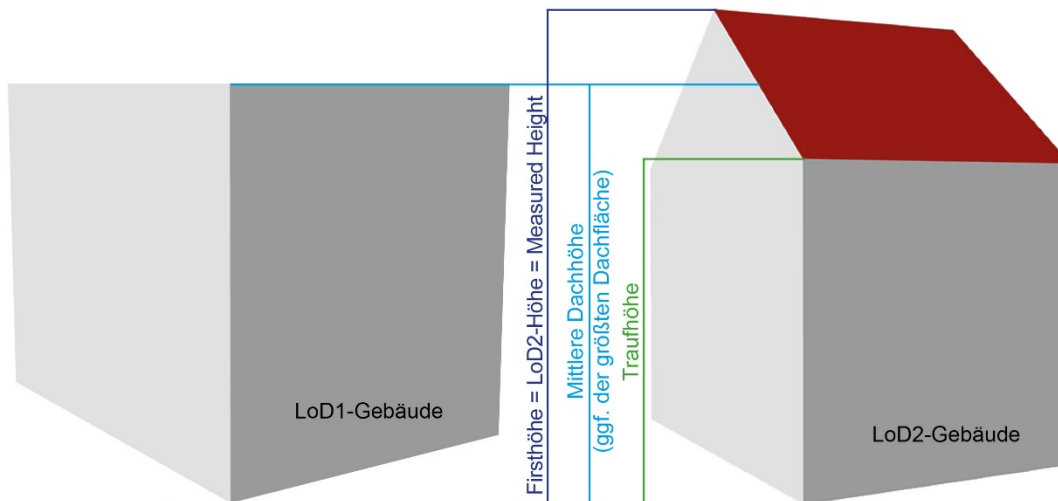 LoD1-Gebäude
Firsthöhe = LoD2-Höhe = Measured Height
Mittlere Dachhöhe
(ggf. der größten Dachfläche)
Traufhöhe
LoD2-Gebäude